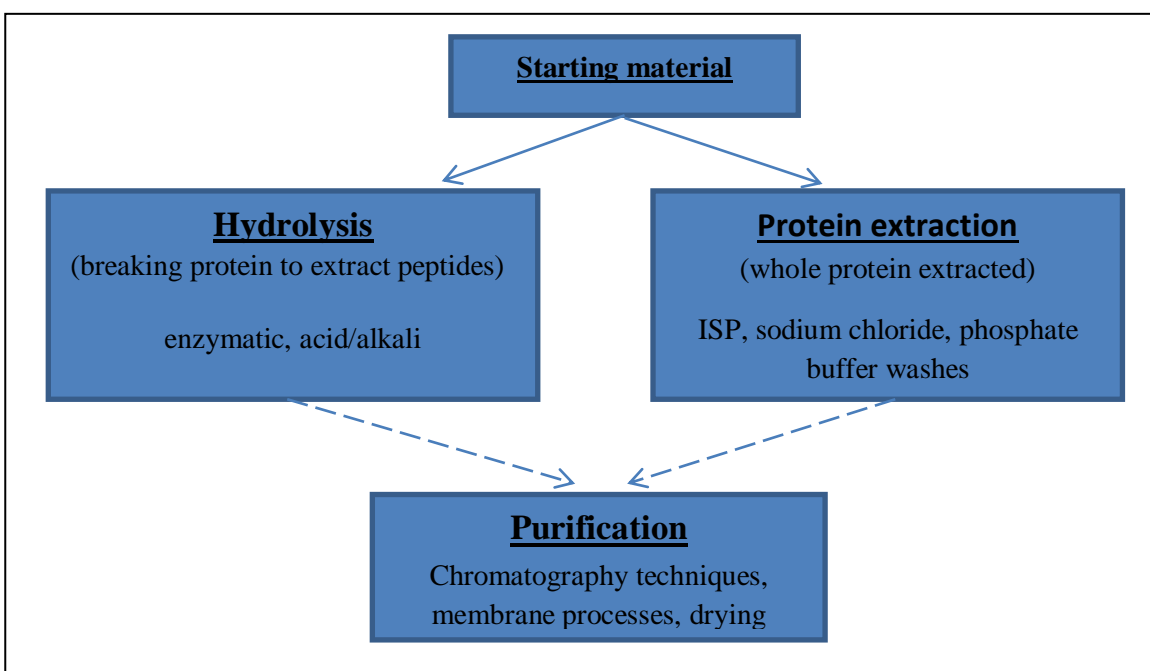 Starting material
Hydrolysis
(breaking protein to extract peptides)
enzymatic, acid/alkali
Protein extraction
(whole protein extracted)
ISP, sodium chloride, phosphate
buffer washes
Purification
Chromatography techniques,
membrane processes, drying